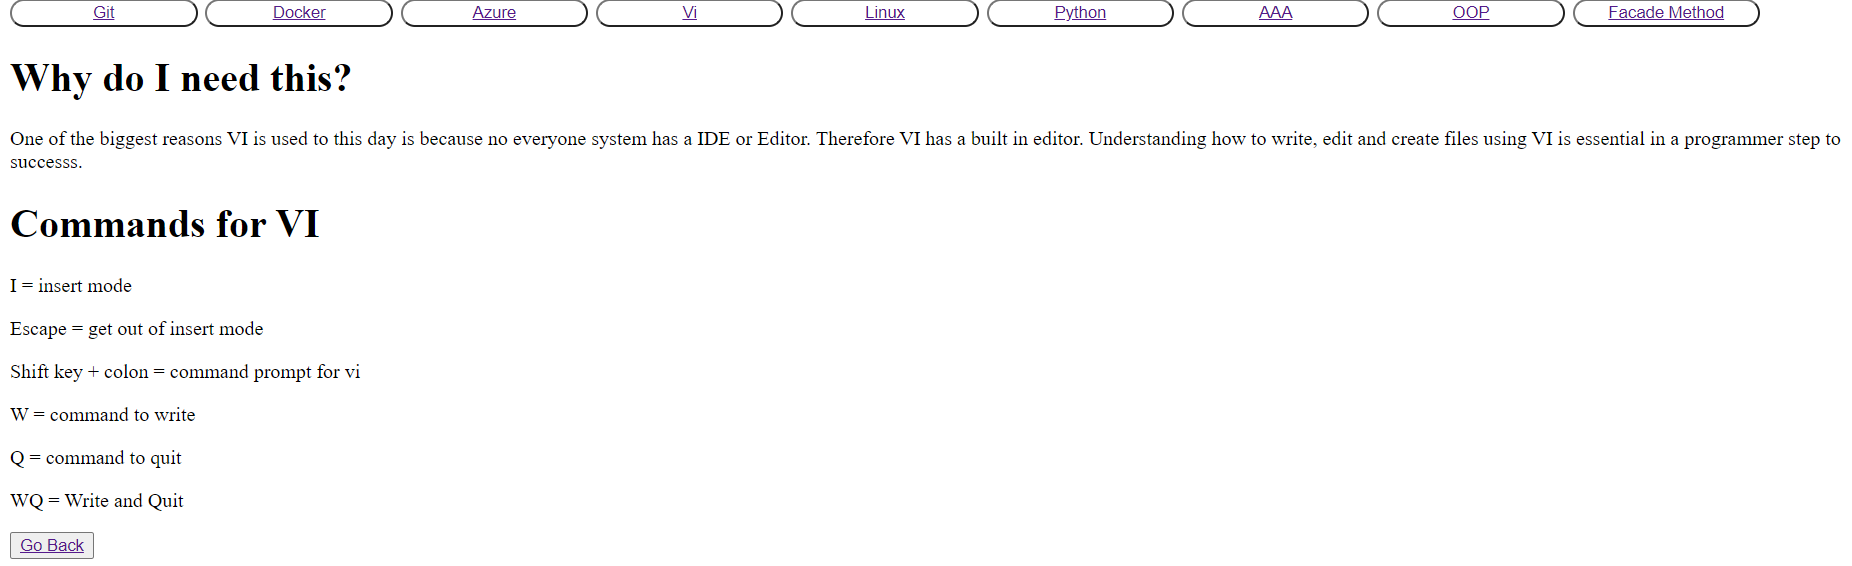 Git Docker Azure Vi Linux Python AAA OOP Facade Method
Why do I need this?
One of the biggest reasons VI is used to this day is because no everyone system has a IDE or Editor. Therefore VI has a built in editor. Understanding how to write, edit and create files using VI is essential in a programmer step to
successs.
Commands for VI
I = insert mode
Escape = get out of insert mode
Shift key + colon = command prompt for vi
W = command to write
Q = command to quit
WQ = Write and Quit
Go Back